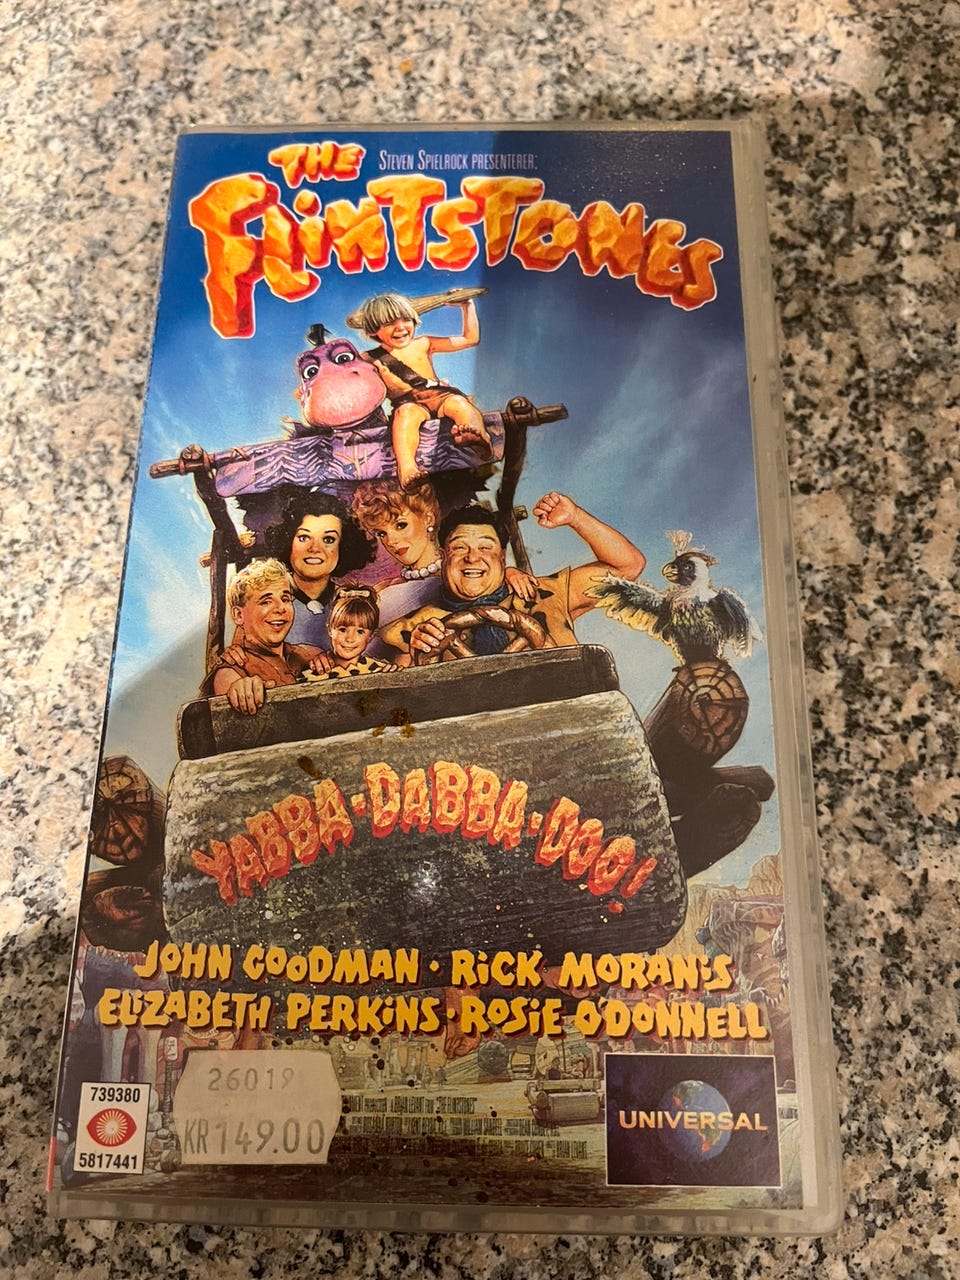 STEVEN SPIELROCK PRESENTERER:
THE
FLINTSTONES
YABBA-DABBA-DOO!
JOHN GOODMAN • RICK MORANIS
ELIZABETH PERKINS • ROSIE O'DONNELL
739380
5817441
26019
KR 149.00
UNIVERSAL